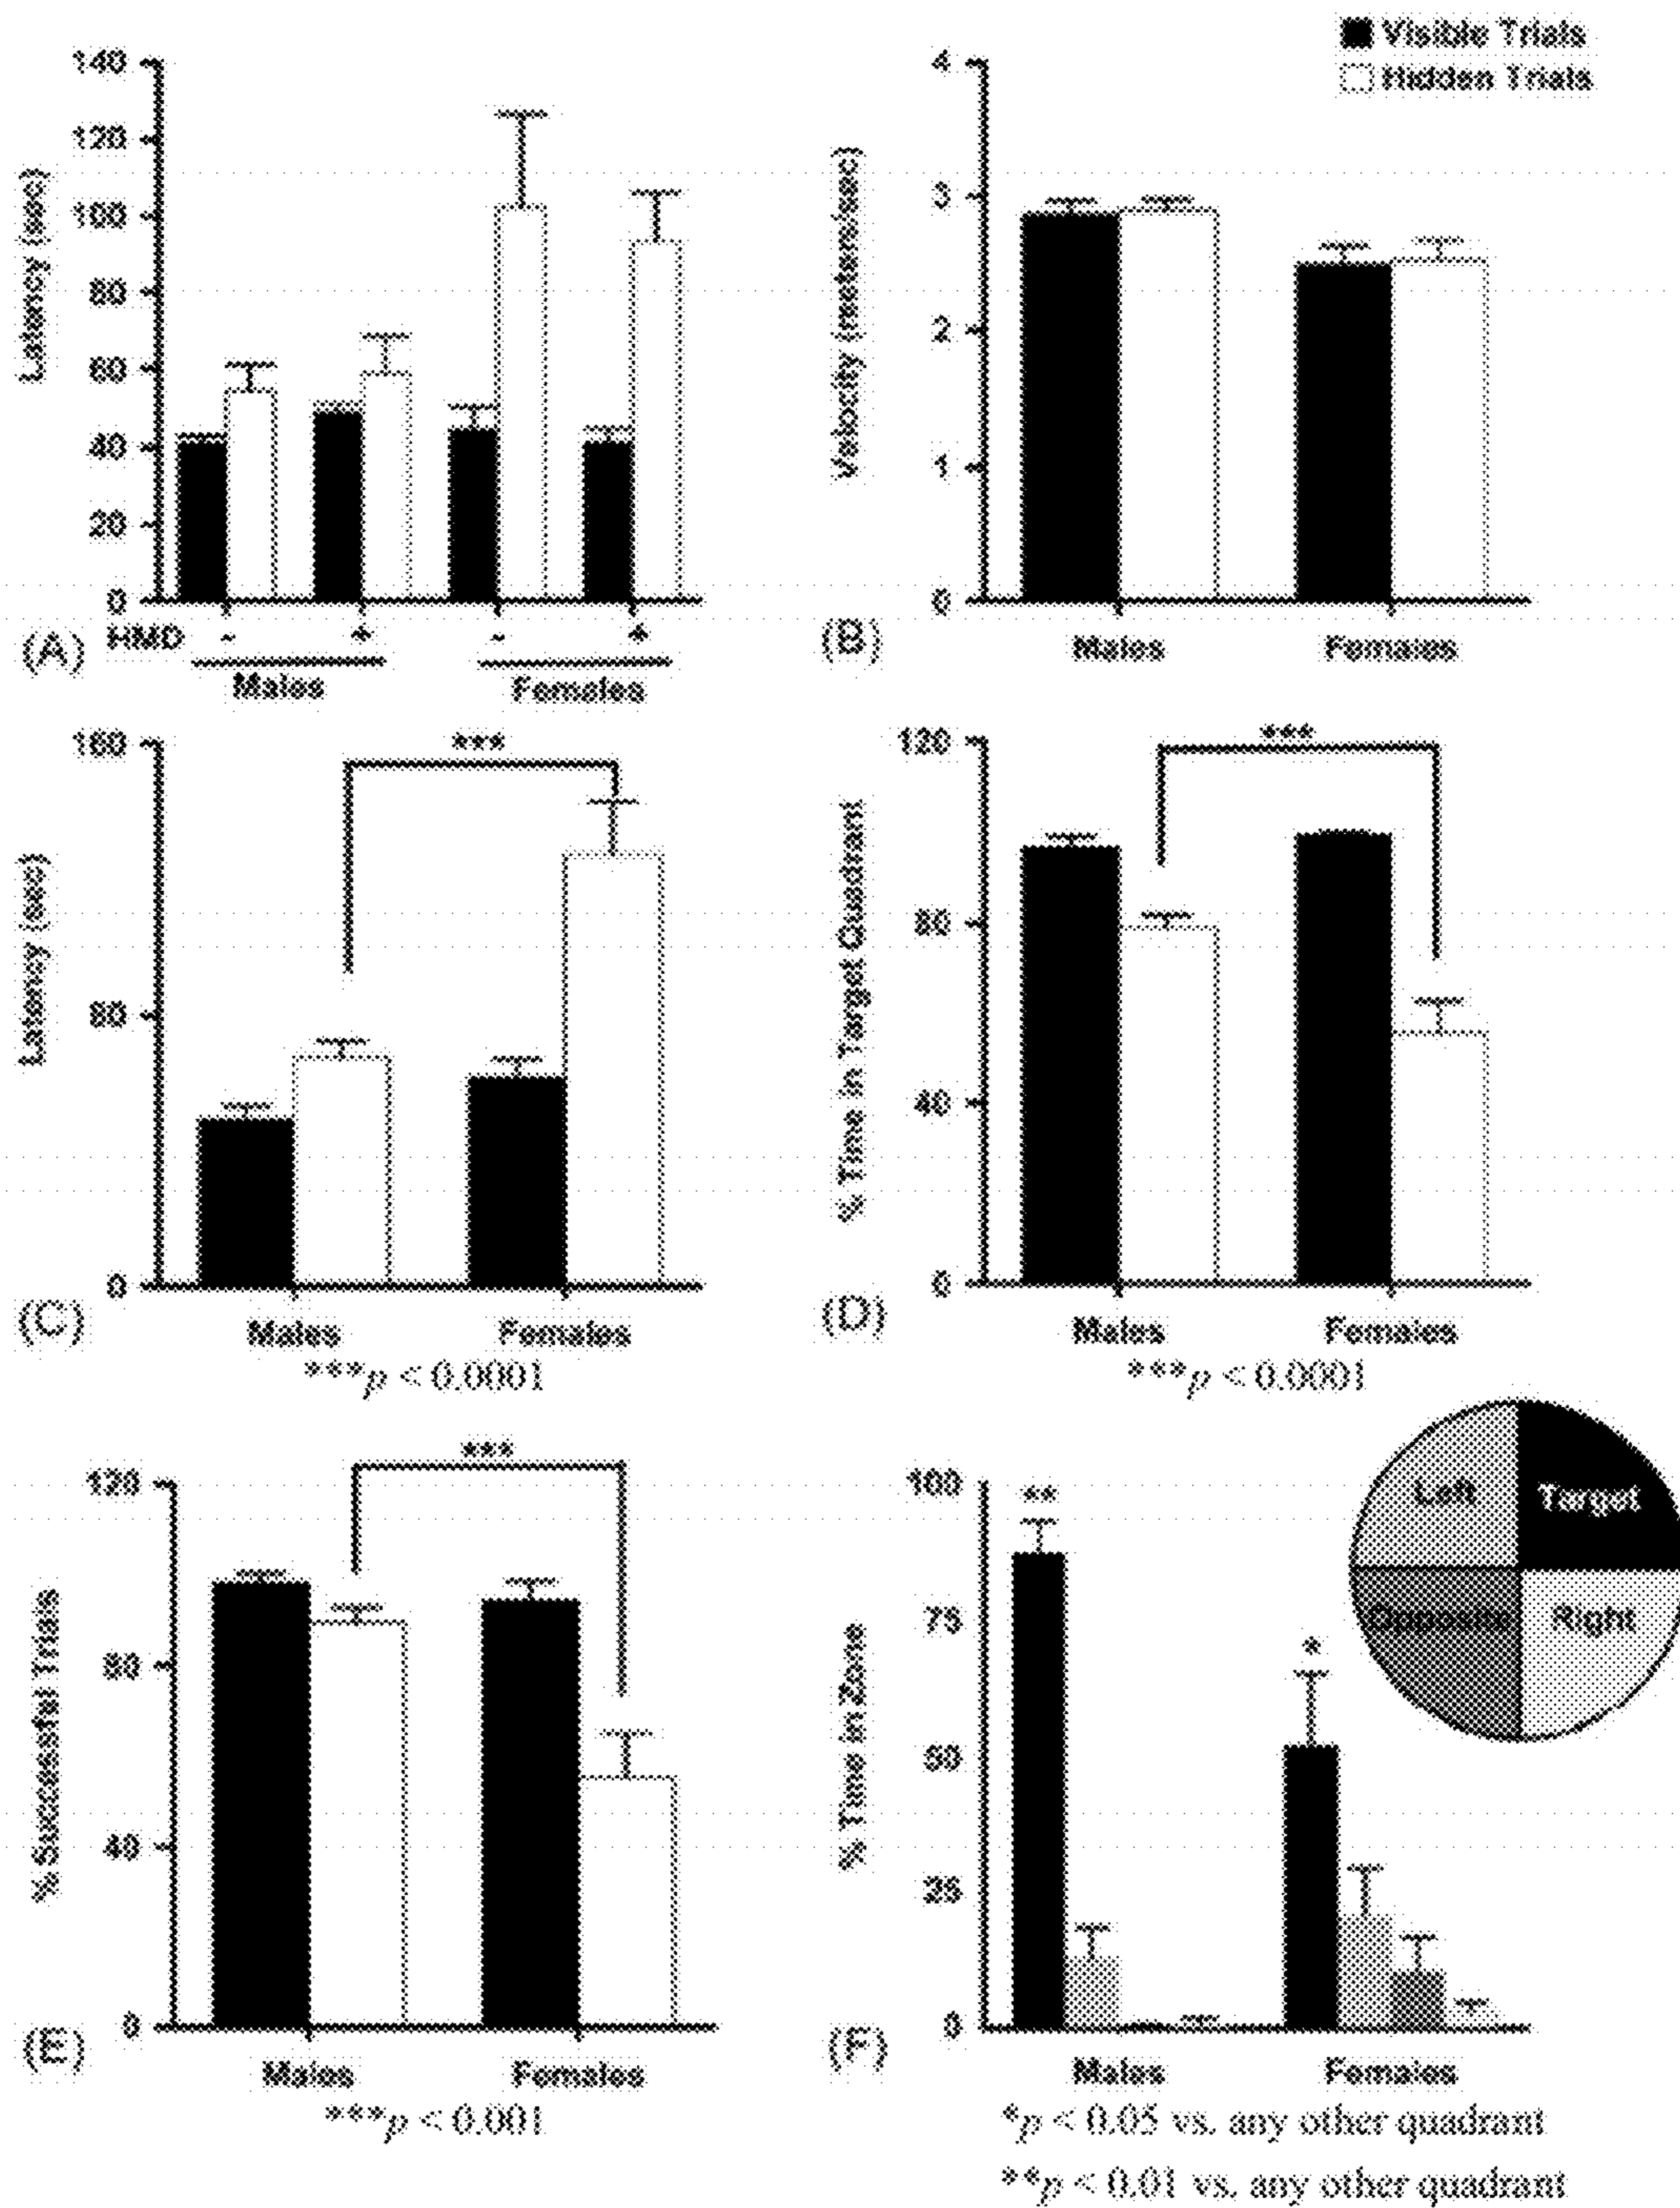 Visible Trials
Hidden Trials
Latency (sec)
140
120
100
80
60
40
20
0
HMD - + - +
Males Females
(A)
Velocity (meters/sec)
4
3
2
1
0
Males Females
(B)
Latency (sec)
160
80
0
***
Males Females
(C)
***p < 0.0001
% Time in Target Quadrant
120
80
40
0
***
Males Females
(D)
***p < 0.0001
% Successful Trials
120
80
40
0
***
Males Females
(E)
***p < 0.001
% Time in Zone
100
75
50
25
0
**
*
Left Target
Opposite Right
Males Females
(F)
*p < 0.05 vs. any other quadrant
**p < 0.01 vs. any other quadrant